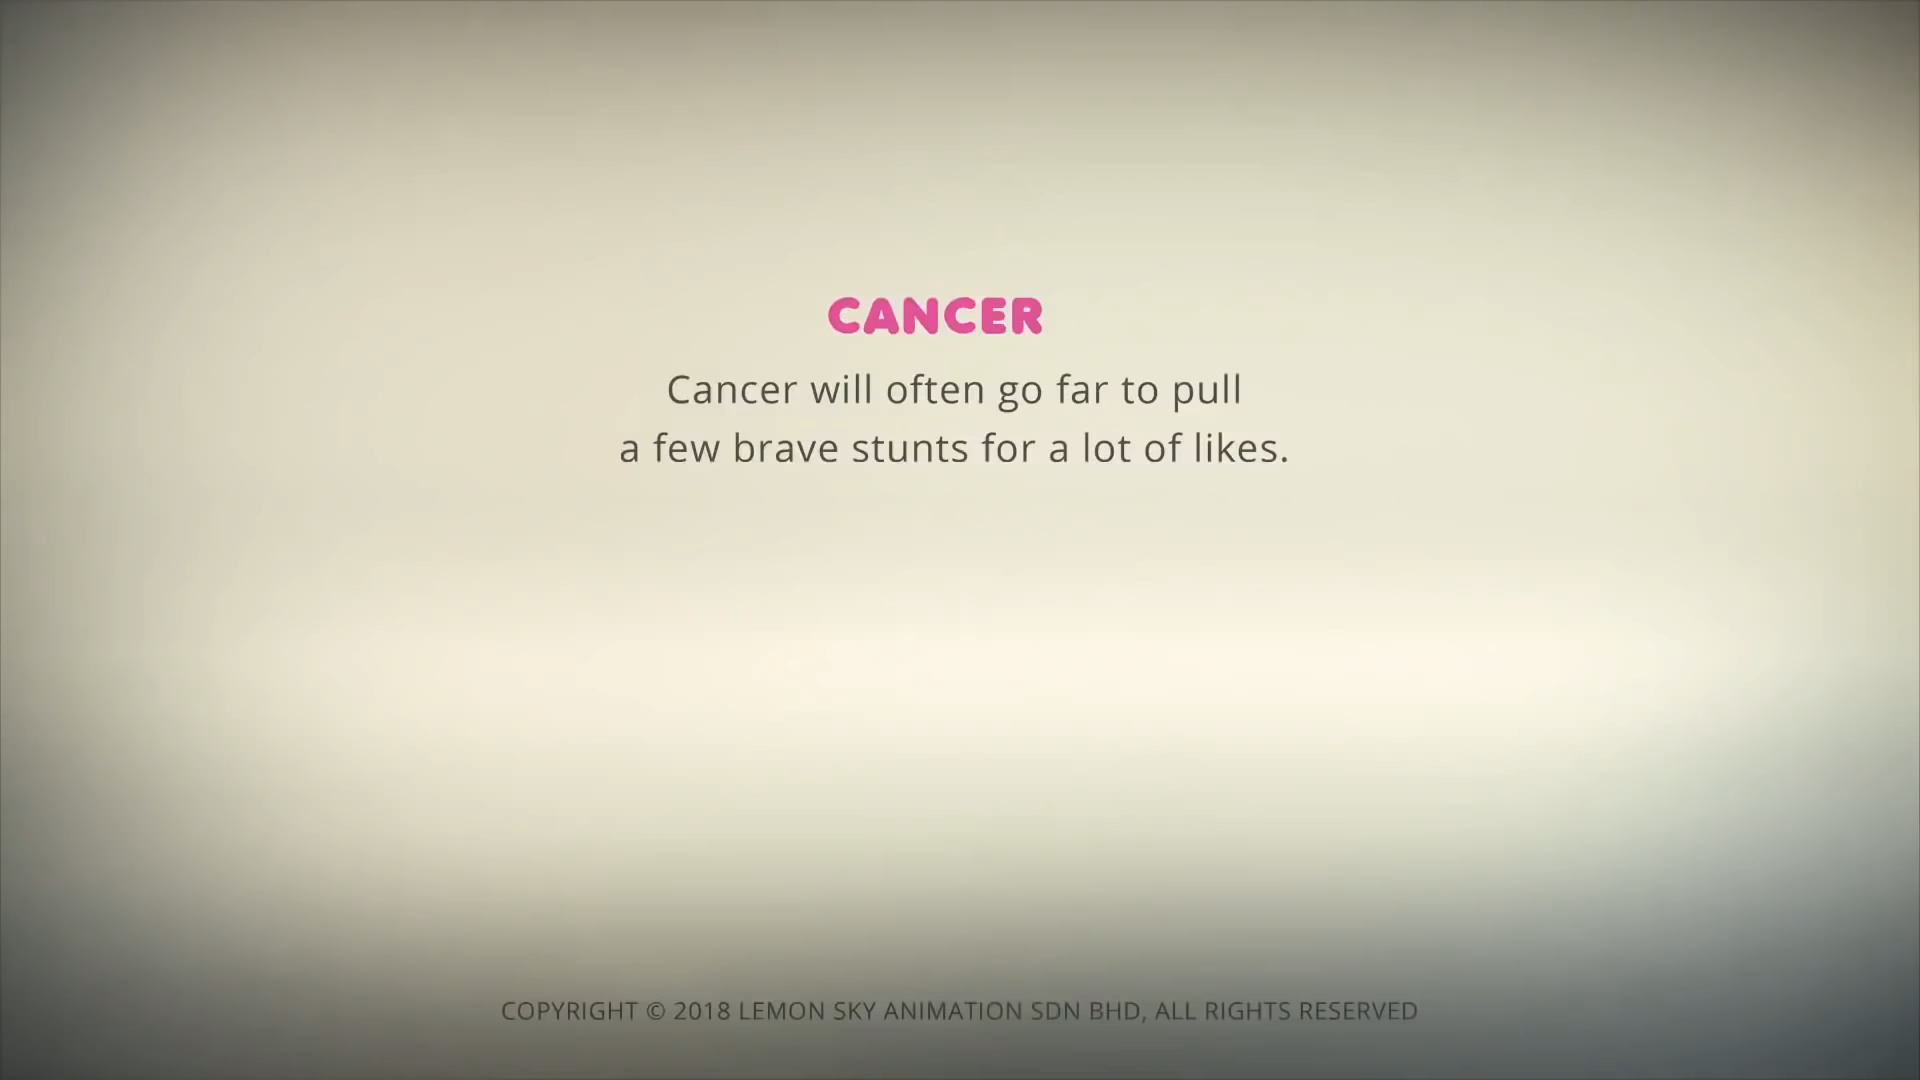 CANCER
Cancer will often go far to pull
a few brave stunts for a lot of likes.
COPYRIGHT © 2018 LEMON SKY ANIMATION SDN BHD, ALL RIGHTS RESERVED